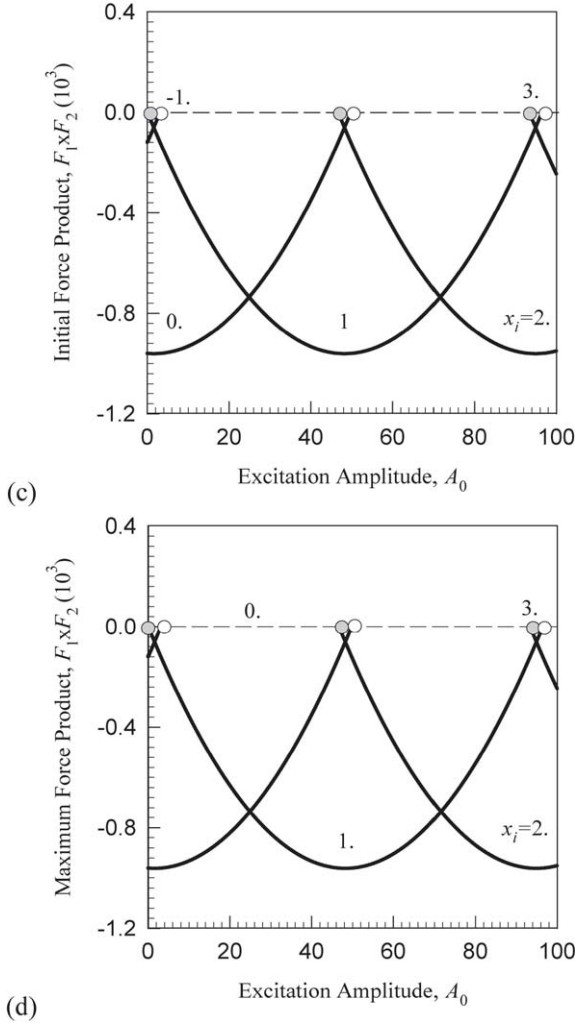 0.4
-1.
3.
0.0
Initial Force Product, F₁xF₂ (10³)
-0.4
-0.8
0.
1
xᵢ=2.
-1.2
0 20 40 60 80 100
Excitation Amplitude, A₀
(c)
0.4
0.
3.
0.0
Maximum Force Product, F₁xF₂ (10³)
-0.4
-0.8
1.
xᵢ=2.
-1.2
0 20 40 60 80 100
Excitation Amplitude, A₀
(d)